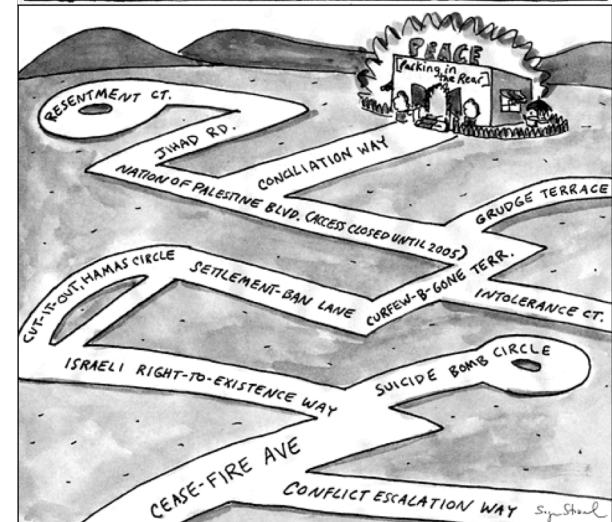 PEACE
Parking in
the Rear
RESENTMENT CT.
JIHAD RD.
CONCILIATION WAY
NATION OF PALESTINE BLVD. (ACCESS CLOSED UNTIL 2005)
GRUDGE TERRACE
CUT-IT-OUT, HAMAS CIRCLE
SETTLEMENT-BAN LANE
CURFEW-B-GONE TERR.
INTOLERANCE CT.
ISRAELI RIGHT-TO-EXISTENCE WAY
SUICIDE BOMB CIRCLE
CEASE-FIRE AVE
CONFLICT ESCALATION WAY